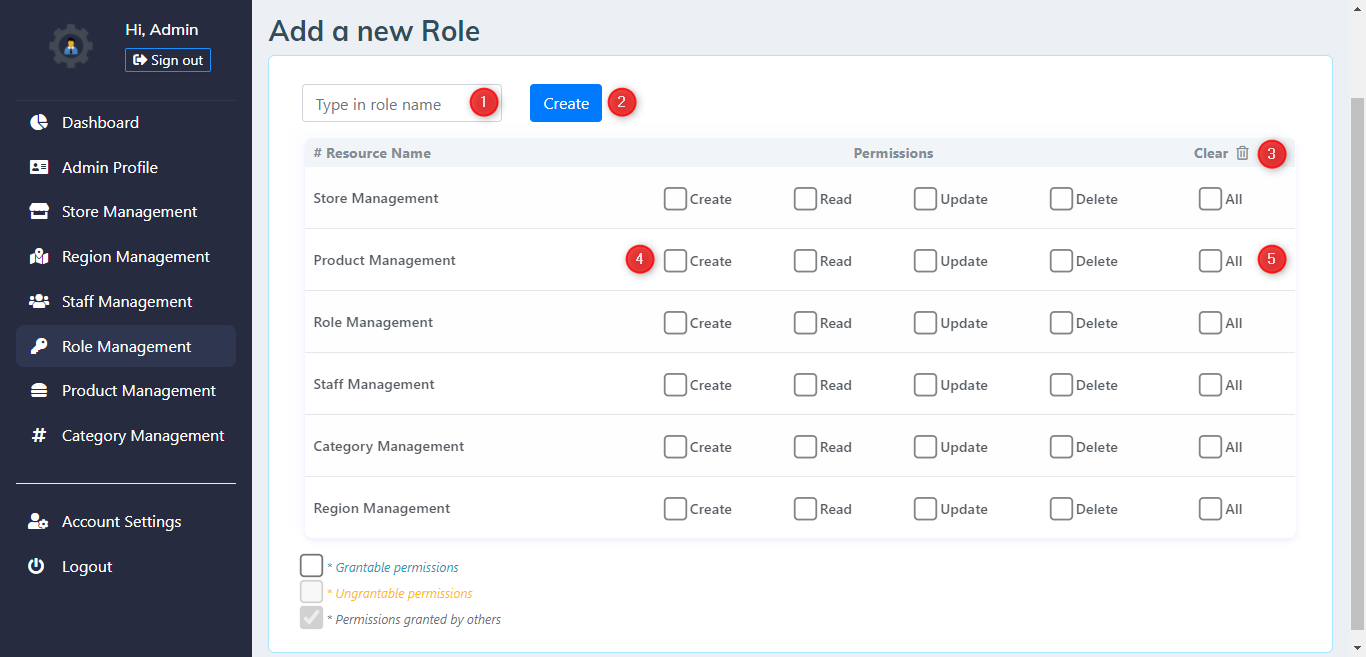 Hi, Admin
Sign out
Dashboard
Admin Profile
Store Management
Region Management
Staff Management
Role Management
Product Management
# Category Management
Account Settings
Logout
Add a new Role
Type in role name 1 Create 2
# Resource Name Permissions Clear 3
Store Management Create Read Update Delete All
Product Management 4 Create Read Update Delete All 5
Role Management Create Read Update Delete All
Staff Management Create Read Update Delete All
Category Management Create Read Update Delete All
Region Management Create Read Update Delete All
* Grantable permissions
* Ungrantable permissions
* Permissions granted by others